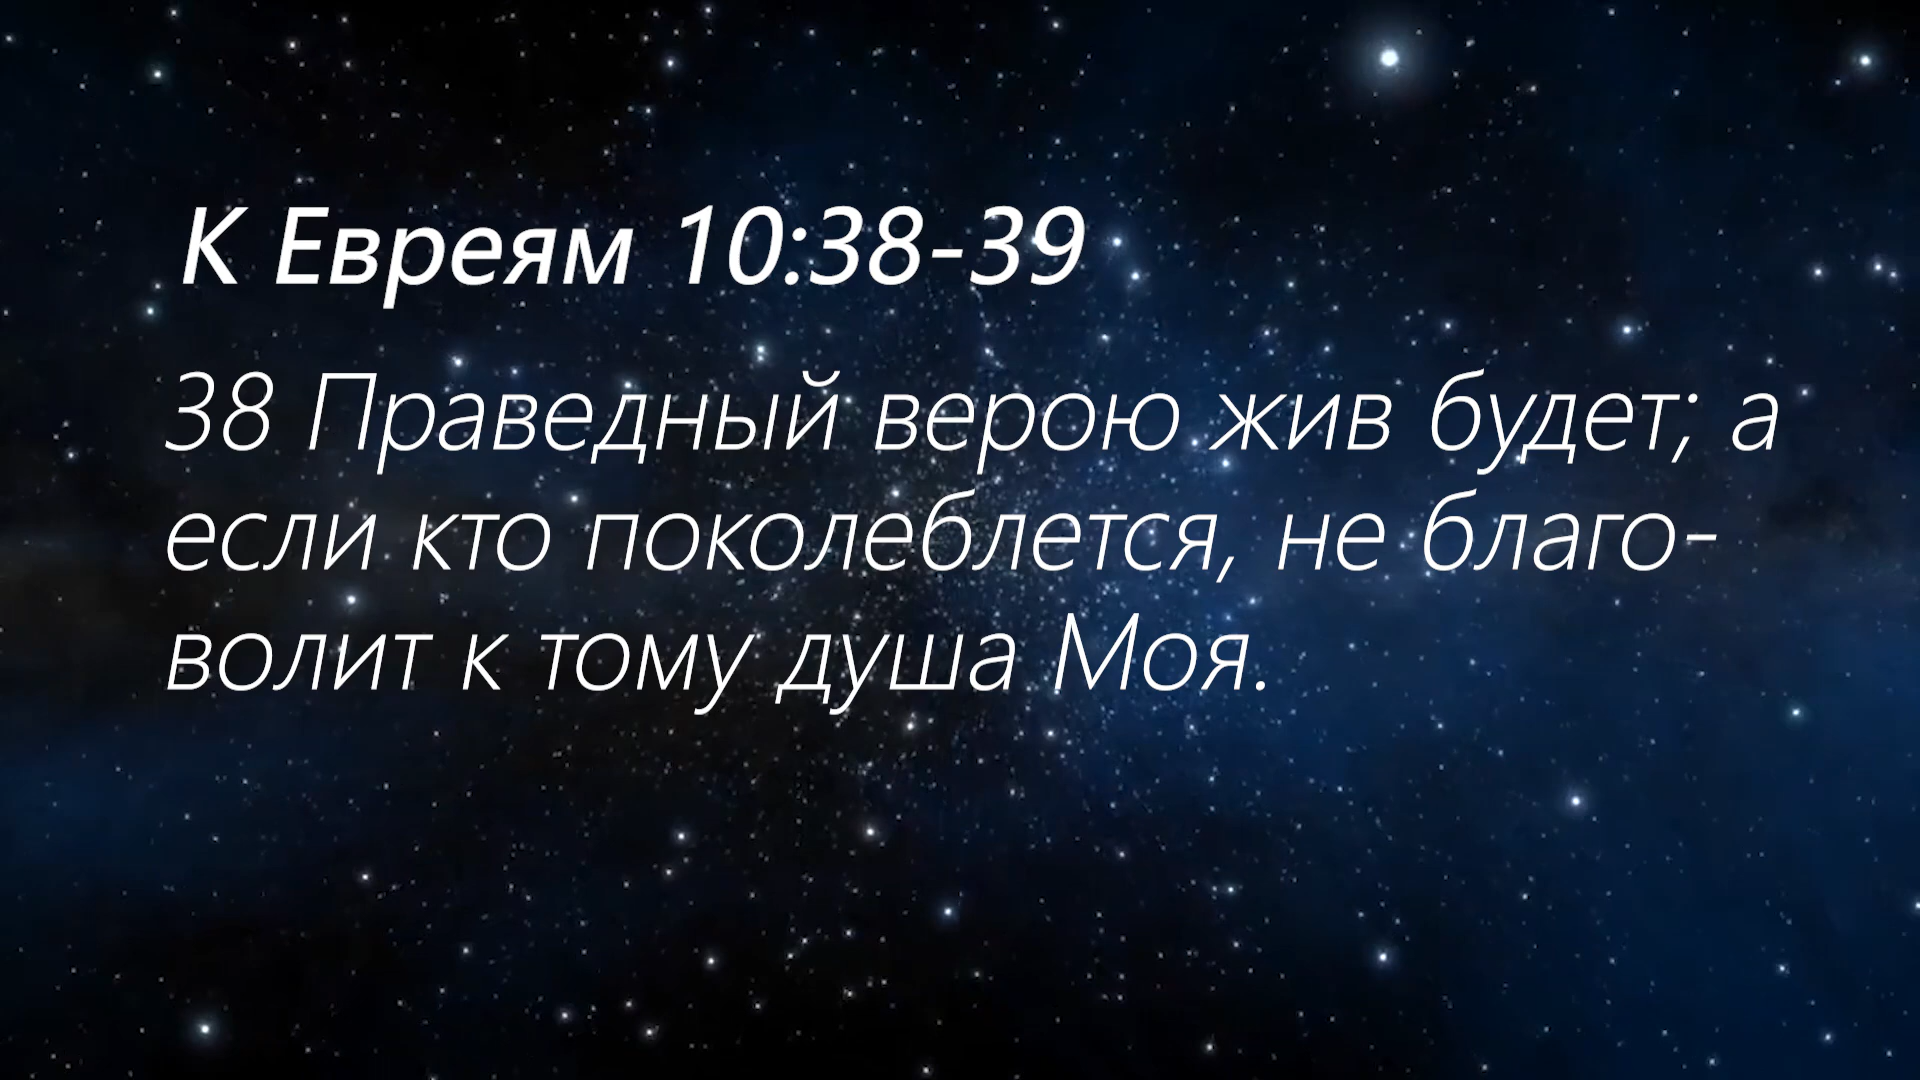 К Евреям 10:38-39
38 Праведный верою жив будет; а
если кто поколеблется, не благо-
волит к тому душа Моя.